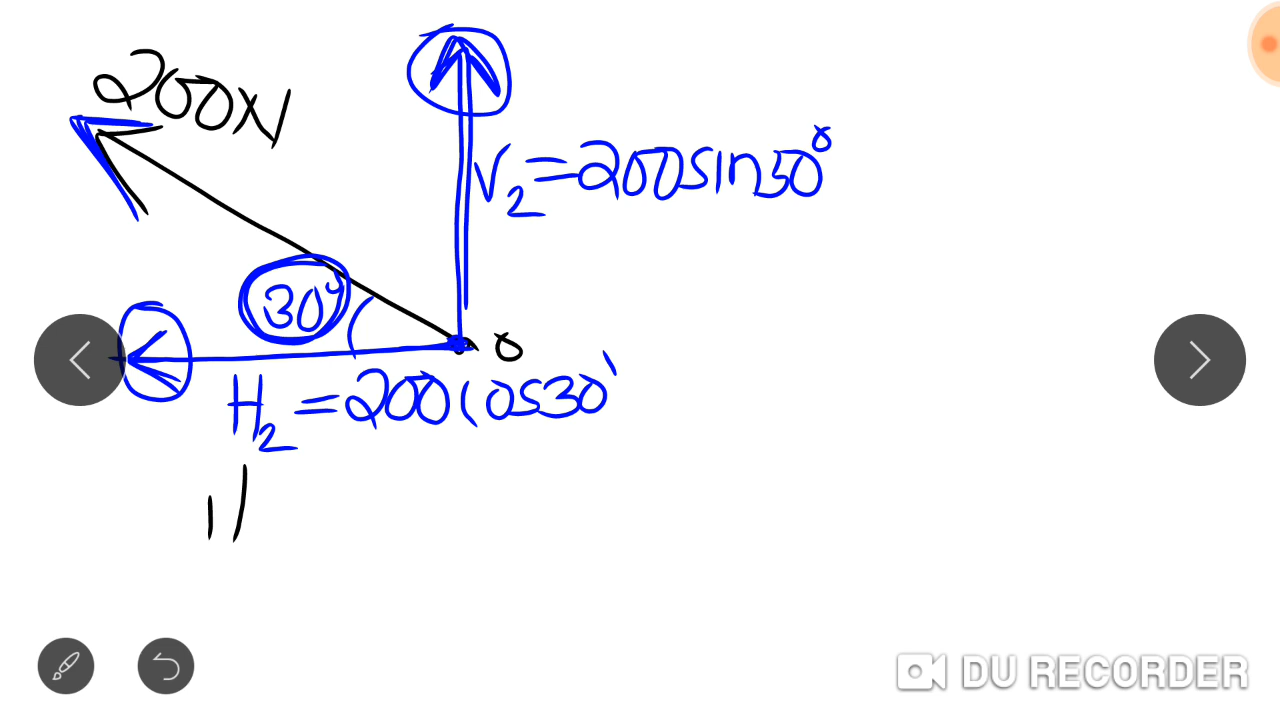 200N
V2=200sin30°
30°
O
H2=200cos30°
DU RECORDER